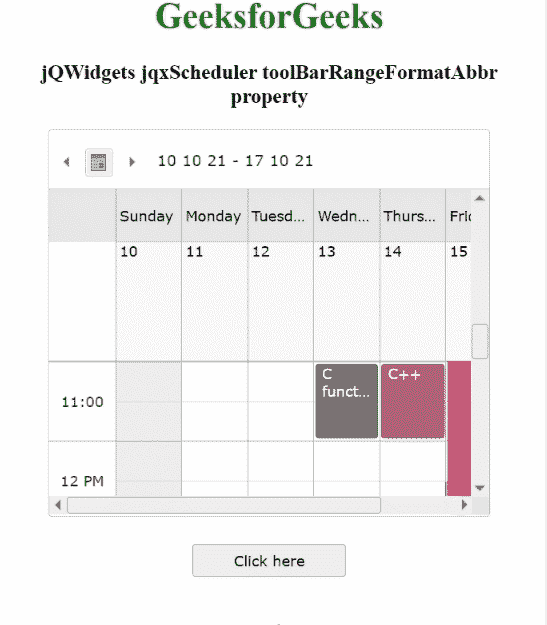 GeeksforGeeks
jQWidgets jqxScheduler toolBarRangeFormatAbbr
property
10 10 21 - 17 10 21
Sunday Monday Tuesd... Wedn... Thurs... Fric
10 11 12 13 14 15
C
funct...
C++
11:00
12 PM
Click here